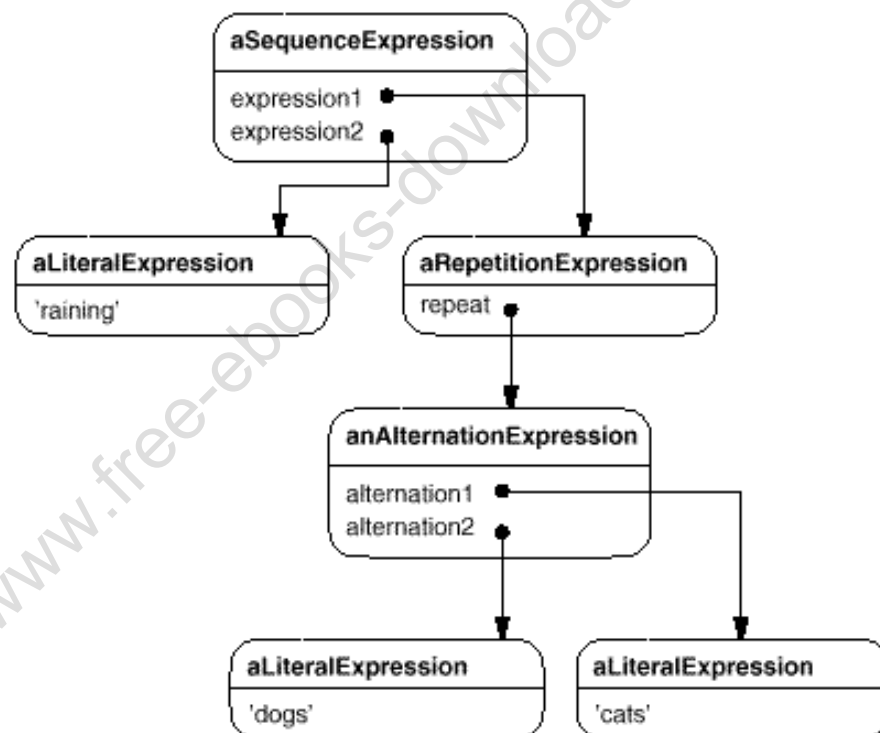 aSequenceExpression
expression1
expression2
aLiteralExpression
'raining'
aRepetitionExpression
repeat
anAlternationExpression
alternation1
alternation2
aLiteralExpression
'dogs'
aLiteralExpression
'cats'
www.free-ebooks-download